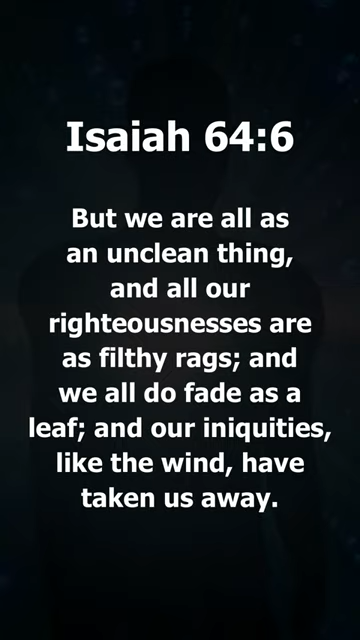 Isaiah 64:6
But we are all as
an unclean thing,
and all our
righteousnesses are
as filthy rags; and
we all do fade as a
leaf; and our iniquities,
like the wind, have
taken us away.